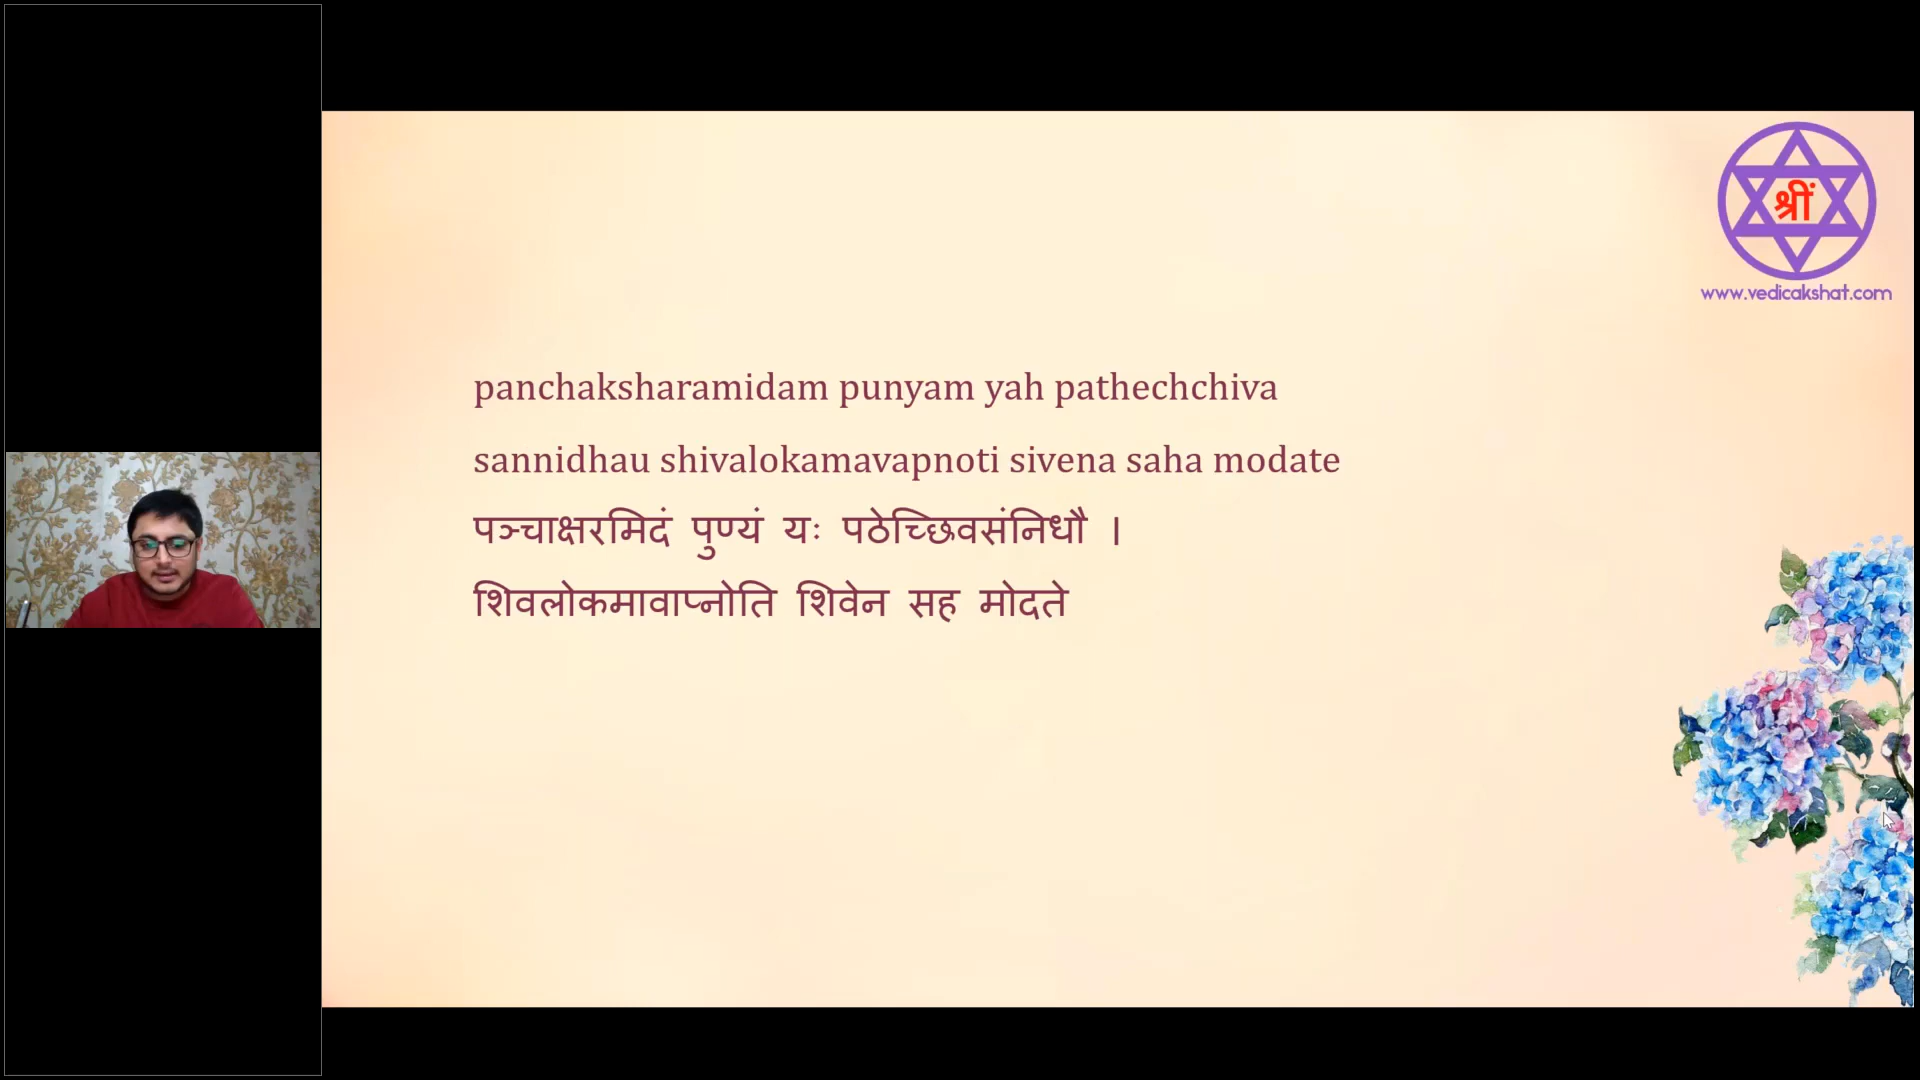 श्रीं
www.vedicakshat.com
panchaksharamidam punyam yah pathechchiva
sannidhau shivalokamavapnoti sivena saha modate
पञ्चाक्षरमिदं पुण्यं यः पठेच्छिवसंनिधौ ।
शिवलोकमावाप्नोति शिवेन सह मोदते